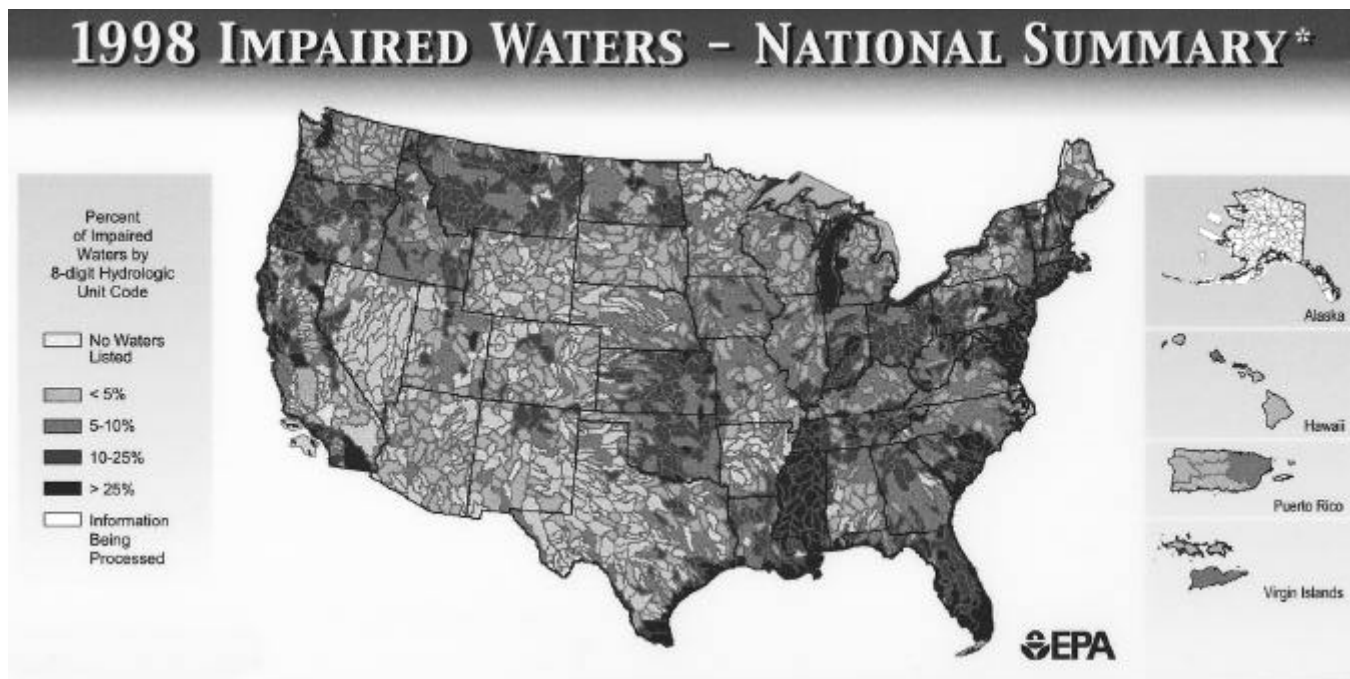 1998 IMPAIRED WATERS – NATIONAL SUMMARY*
Percent
of Impaired
Waters by
8-digit Hydrologic
Unit Code
No Waters
Listed
< 5%
5-10%
10-25%
> 25%
Information
Being
Processed
Alaska
Hawaii
Puerto Rico
Virgin Islands
EPA